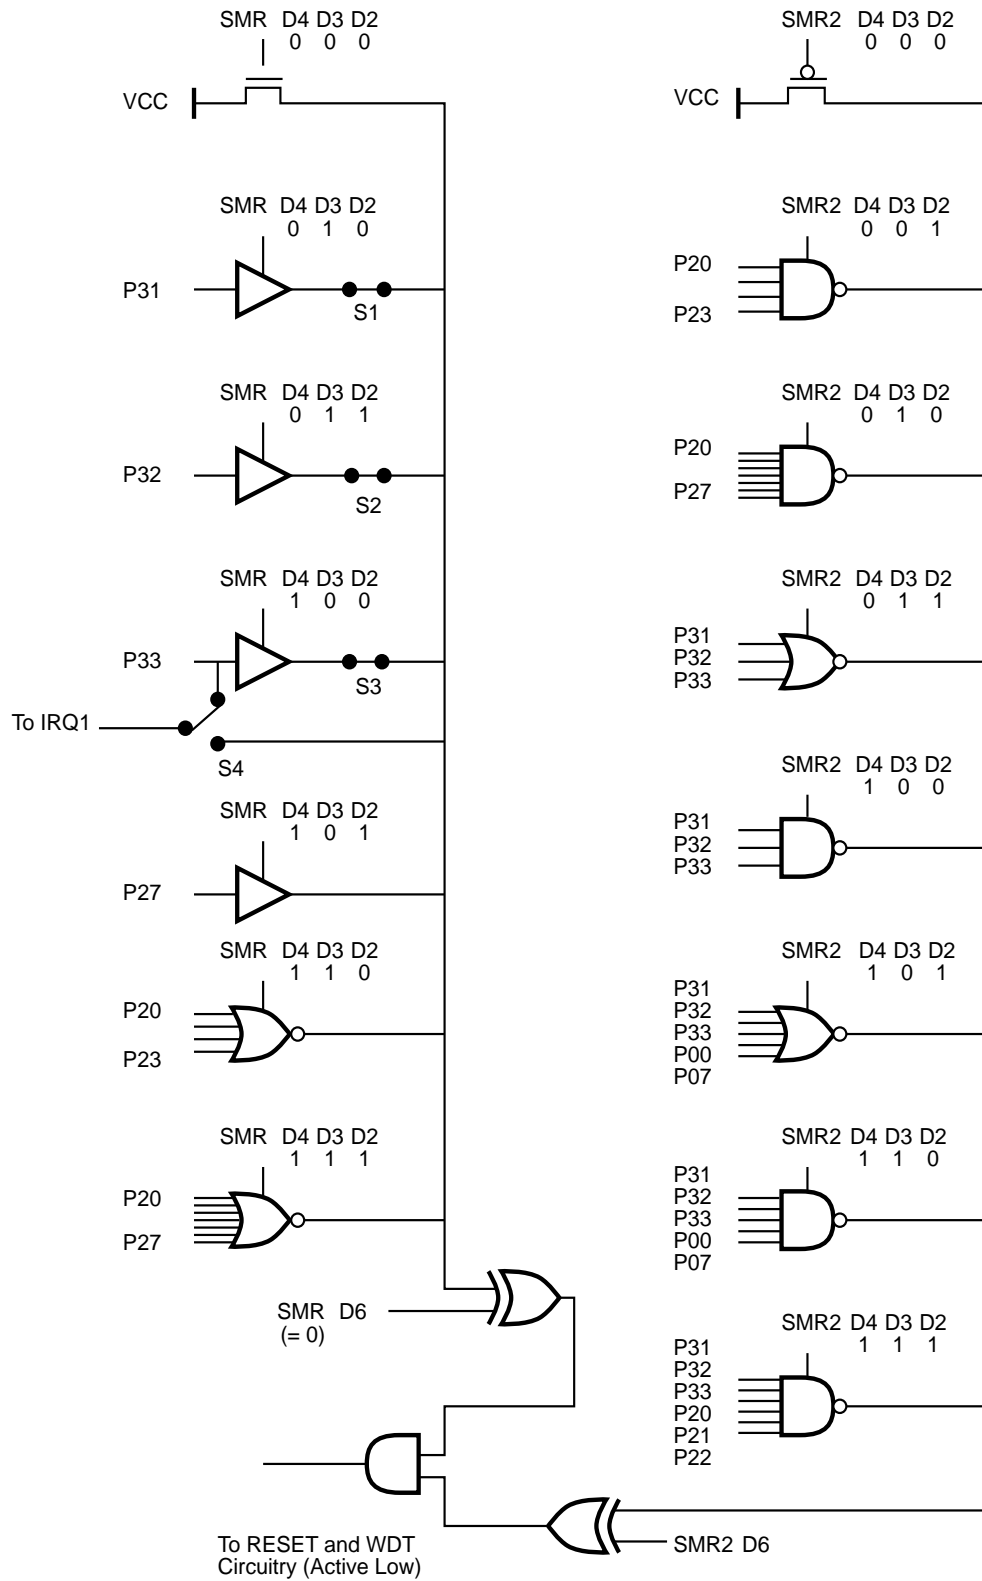 SMR D4 D3 D2
0 0 0
VCC
SMR D4 D3 D2
0 1 0
P31
S1
SMR D4 D3 D2
0 1 1
P32
S2
SMR D4 D3 D2
1 0 0
P33
S3
To IRQ1
S4
SMR D4 D3 D2
1 0 1
P27
SMR D4 D3 D2
1 1 0
P20
P23
SMR D4 D3 D2
1 1 1
P20
P27
SMR D6
(= 0)
To RESET and WDT
Circuitry (Active Low)
SMR2 D4 D3 D2
0 0 0
VCC
SMR2 D4 D3 D2
0 0 1
P20
P23
SMR2 D4 D3 D2
0 1 0
P20
P27
SMR2 D4 D3 D2
0 1 1
P31
P32
P33
SMR2 D4 D3 D2
1 0 0
P31
P32
P33
SMR2 D4 D3 D2
1 0 1
P31
P32
P33
P00
P07
SMR2 D4 D3 D2
1 1 0
P31
P32
P33
P00
P07
SMR2 D4 D3 D2
1 1 1
P31
P32
P33
P20
P21
P22
SMR2 D6